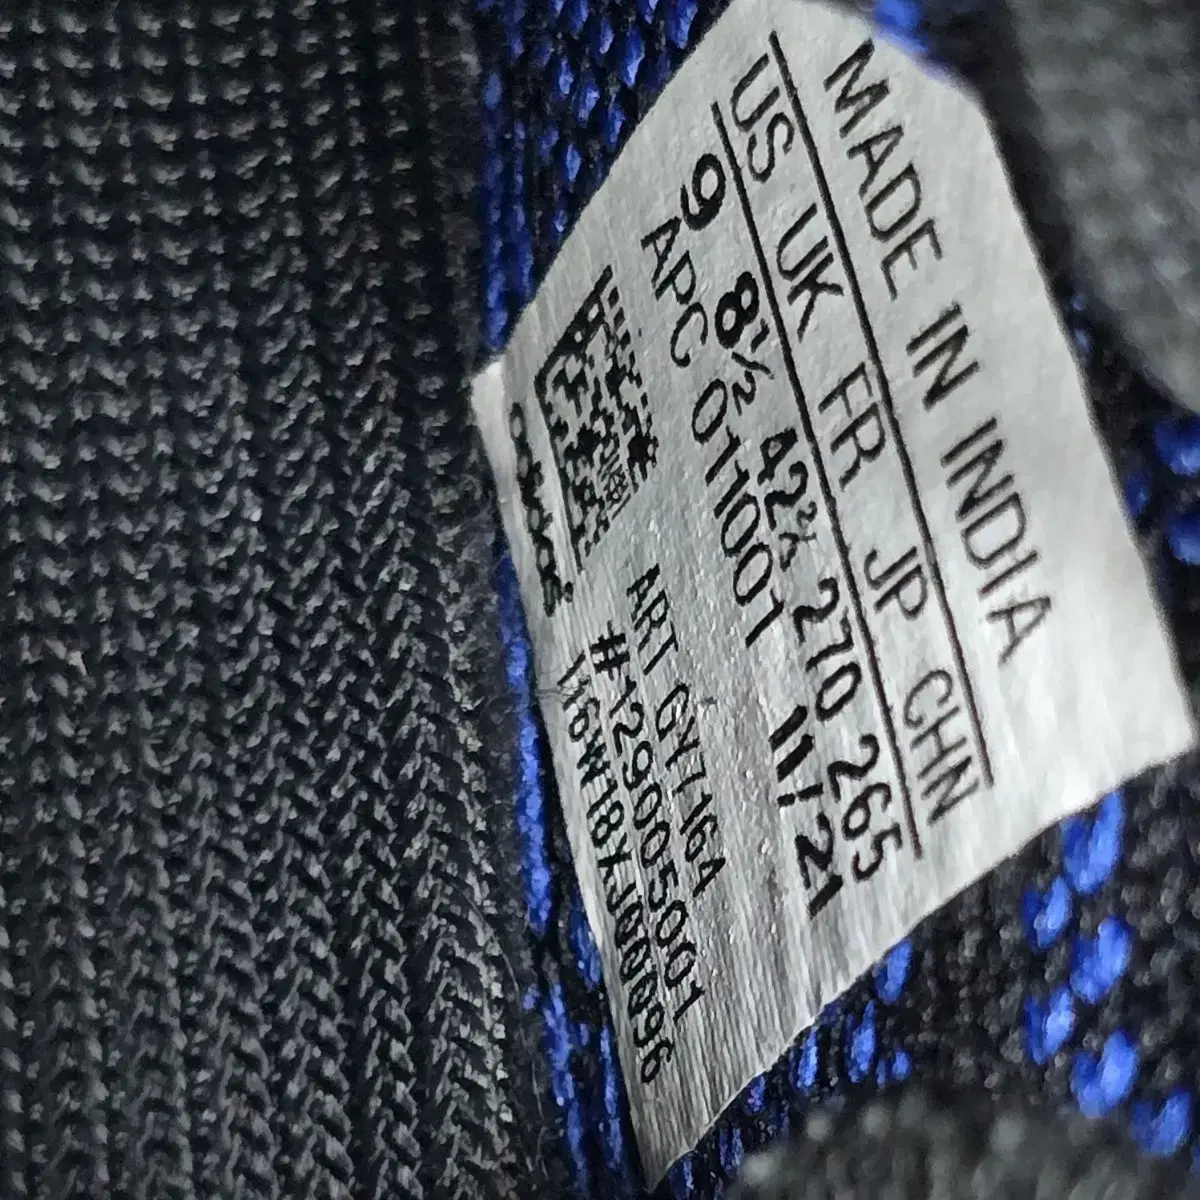 MADE IN INDIA
US UK FR JP CHN
9 8½ 42⅔ 270 265
APC 011001 11/21
ART GY7164
#129005001
adidas